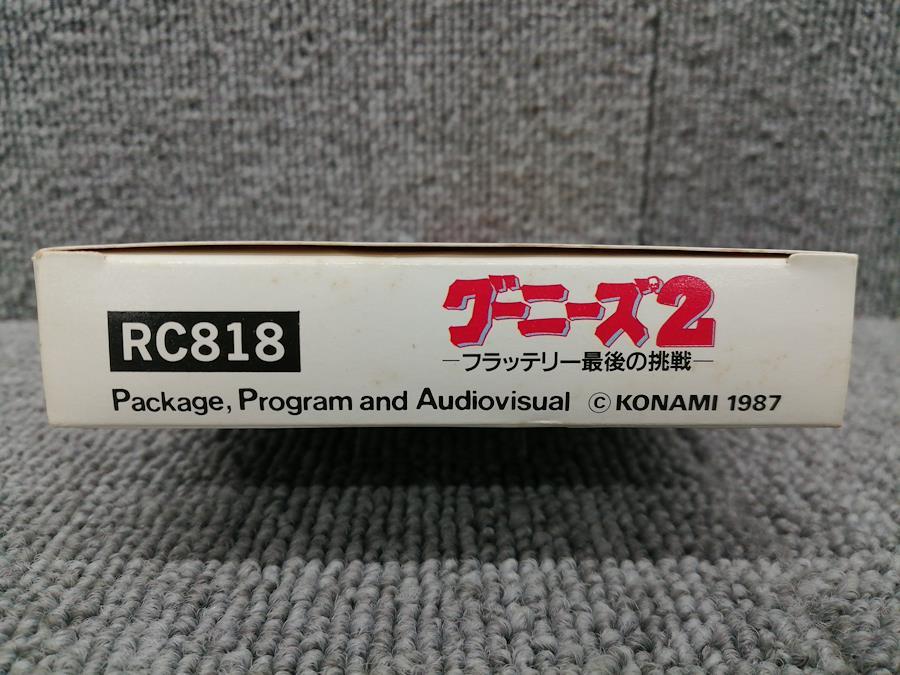 RC818
グーニーズ2
―フラッテリー最後の挑戦―
Package, Program and Audiovisual © KONAMI 1987